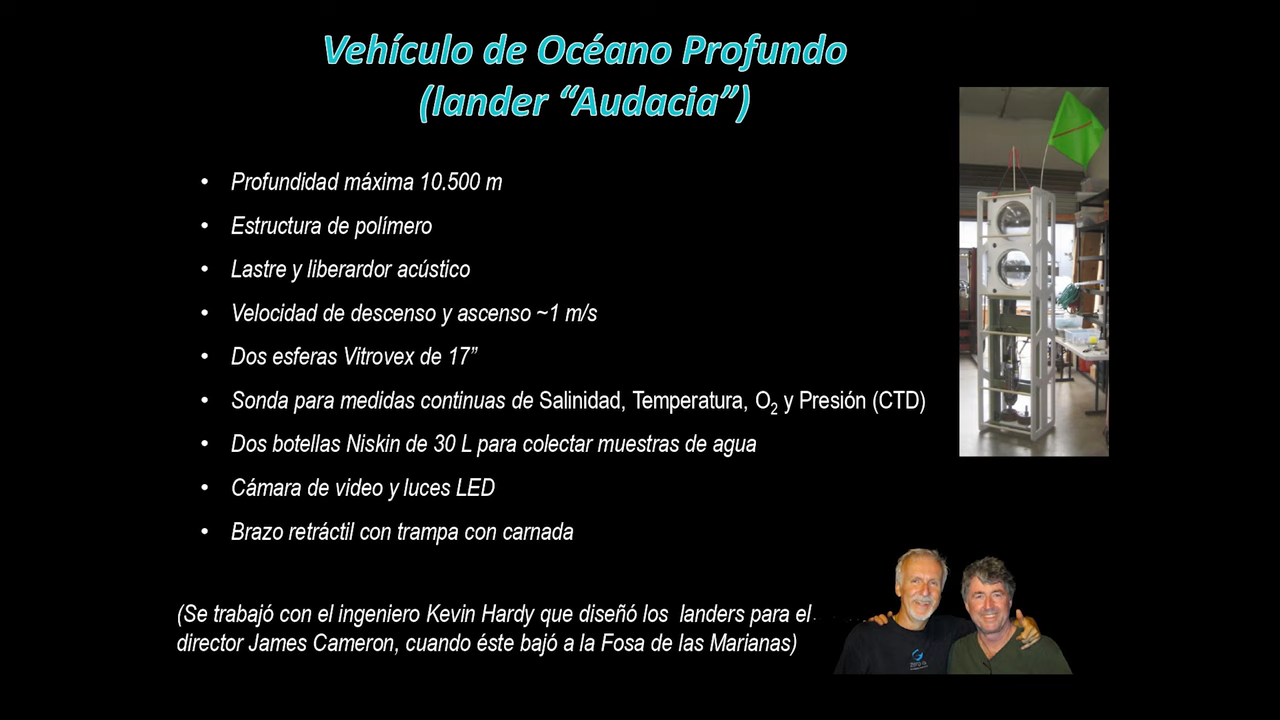 Vehículo de Océano Profundo
(lander “Audacia”)
• Profundidad máxima 10.500 m
• Estructura de polímero
• Lastre y liberardor acústico
• Velocidad de descenso y ascenso ~1 m/s
• Dos esferas Vitrovex de 17”
• Sonda para medidas continuas de Salinidad, Temperatura, O2 y Presión (CTD)
• Dos botellas Niskin de 30 L para colectar muestras de agua
• Cámara de video y luces LED
• Brazo retráctil con trampa con carnada
(Se trabajó con el ingeniero Kevin Hardy que diseñó los landers para el
director James Cameron, cuando éste bajó a la Fosa de las Marianas)